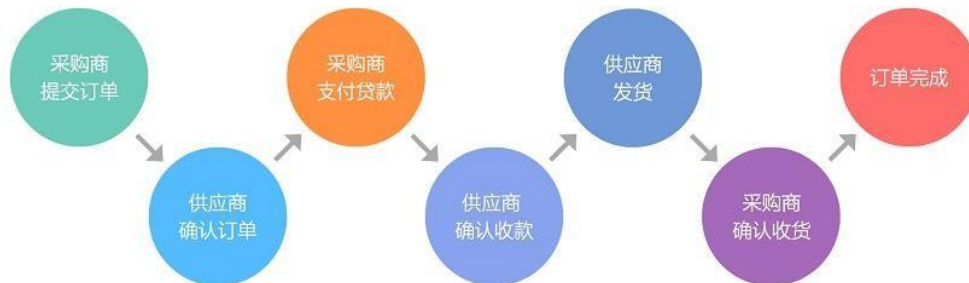 采购商
提交订单
供应商
确认订单
采购商
支付贷款
供应商
确认收款
供应商
发货
采购商
确认收货
订单完成